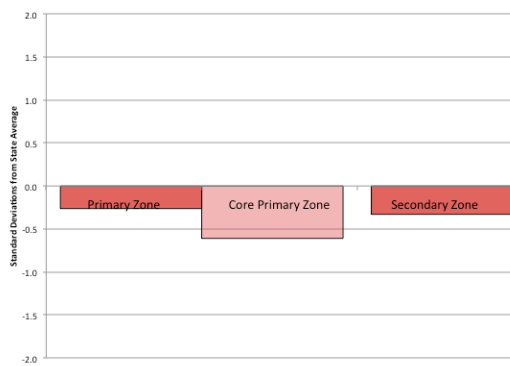 Standard Deviations from State Average
2.0
1.5
1.0
0.5
0.0
-0.5
-1.0
-1.5
-2.0
Primary Zone
Core Primary Zone
Secondary Zone